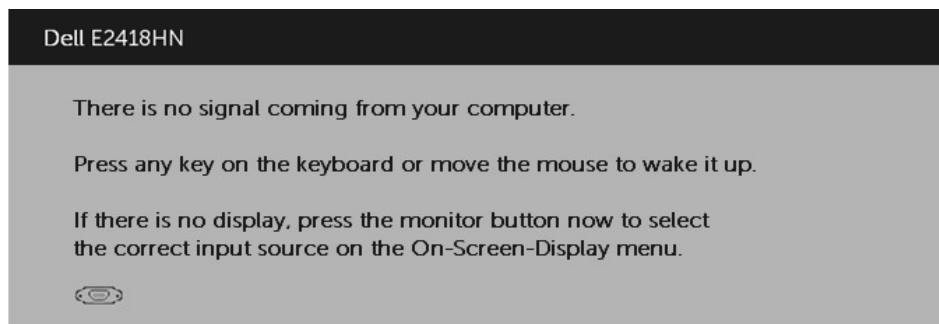 Dell E2418HN
There is no signal coming from your computer.
Press any key on the keyboard or move the mouse to wake it up.
If there is no display, press the monitor button now to select
the correct input source on the On-Screen-Display menu.